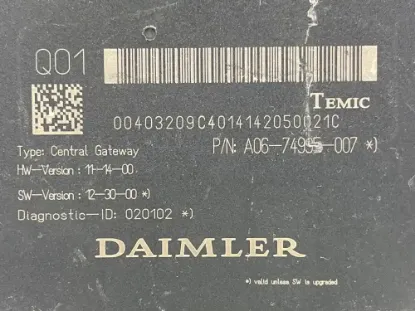 Q01
TEMIC
00403209C4014142050021C
P/N: A06-74995-007 *)
Type: Central Gateway
HW-Version : 11-14-00
SW-Version : 12-30-00 *)
Diagnostic-ID: 020102 *)
DAIMLER
*) valid unless SW is upgraded